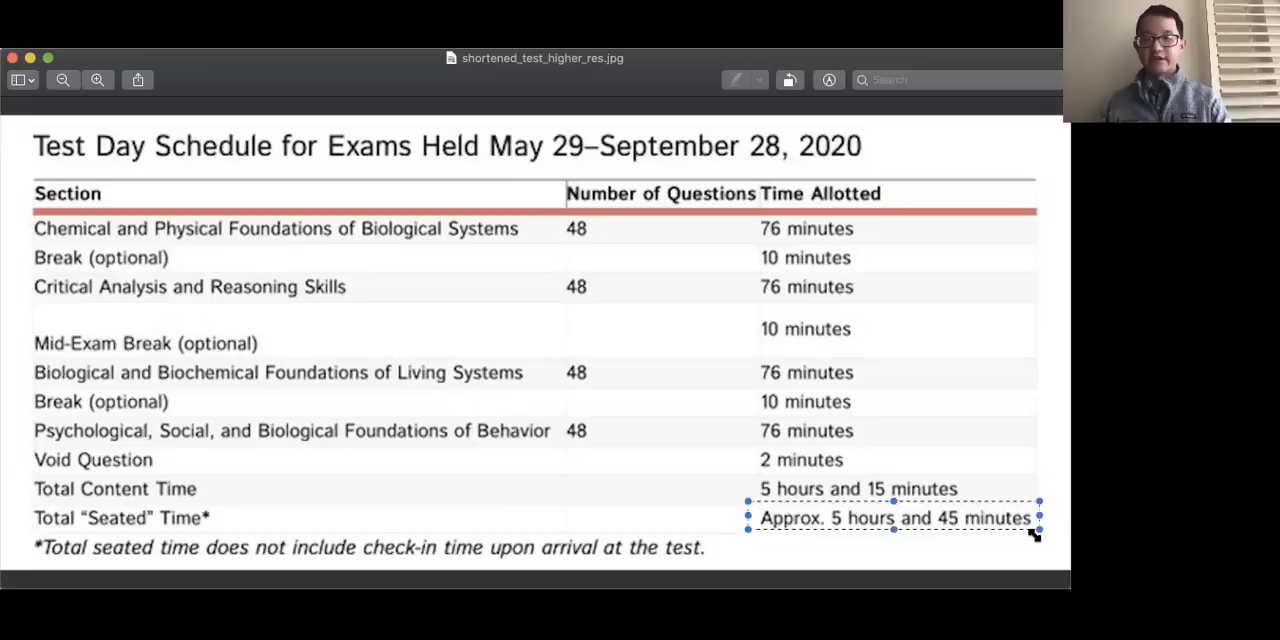 shortened_test_higher_res.jpg
Search
Test Day Schedule for Exams Held May 29–September 28, 2020
Section Number of Questions Time Allotted
Chemical and Physical Foundations of Biological Systems 48 76 minutes
Break (optional) 10 minutes
Critical Analysis and Reasoning Skills 48 76 minutes
Mid-Exam Break (optional) 10 minutes
Biological and Biochemical Foundations of Living Systems 48 76 minutes
Break (optional) 10 minutes
Psychological, Social, and Biological Foundations of Behavior 48 76 minutes
Void Question 2 minutes
Total Content Time 5 hours and 15 minutes
Total “Seated” Time* Approx. 5 hours and 45 minutes
*Total seated time does not include check-in time upon arrival at the test.